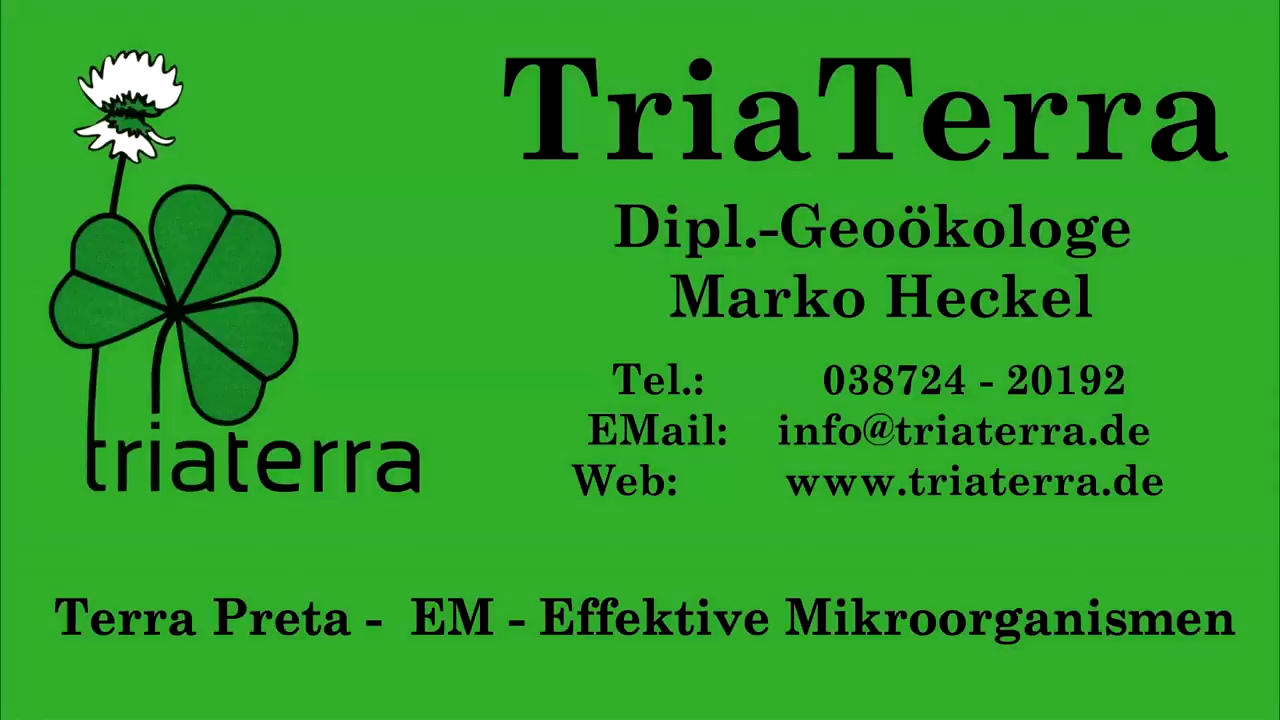 TriaTerra
Dipl.-Geoökologe
Marko Heckel
Tel.: 038724 - 20192
EMail: info@triaterra.de
Web: www.triaterra.de
triaterra
Terra Preta - EM - Effektive Mikroorganismen